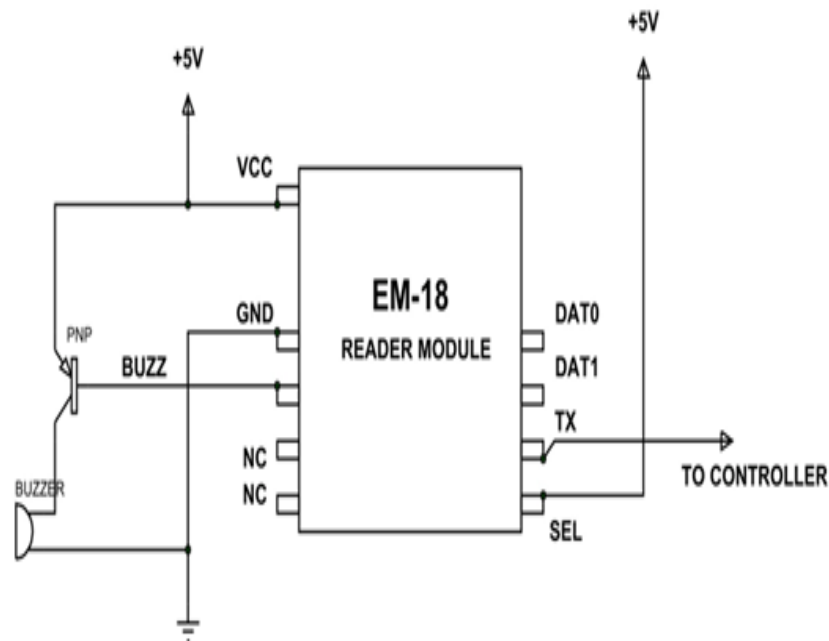 +5V
+5V
VCC
EM-18
READER MODULE
GND
DAT0
PNP
BUZZ
DAT1
TX
NC
TO CONTROLLER
BUZZER
NC
SEL